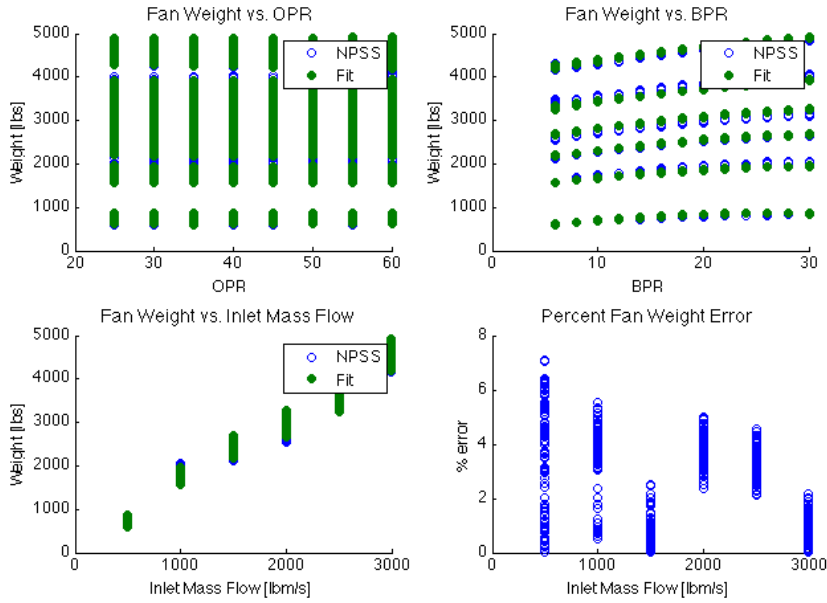 Fan Weight vs. OPR
Weight [lbs]
5000
4000
3000
2000
1000
0
NPSS
Fit
20 30 40 50 60
OPR
Fan Weight vs. BPR
Weight [lbs]
5000
4000
3000
2000
1000
0
NPSS
Fit
0 10 20 30
BPR
Fan Weight vs. Inlet Mass Flow
Weight [lbs]
5000
4000
3000
2000
1000
0
NPSS
Fit
0 1000 2000 3000
Inlet Mass Flow [lbm/s]
Percent Fan Weight Error
% error
8
6
4
2
0
0 1000 2000 3000
Inlet Mass Flow [lbm/s]